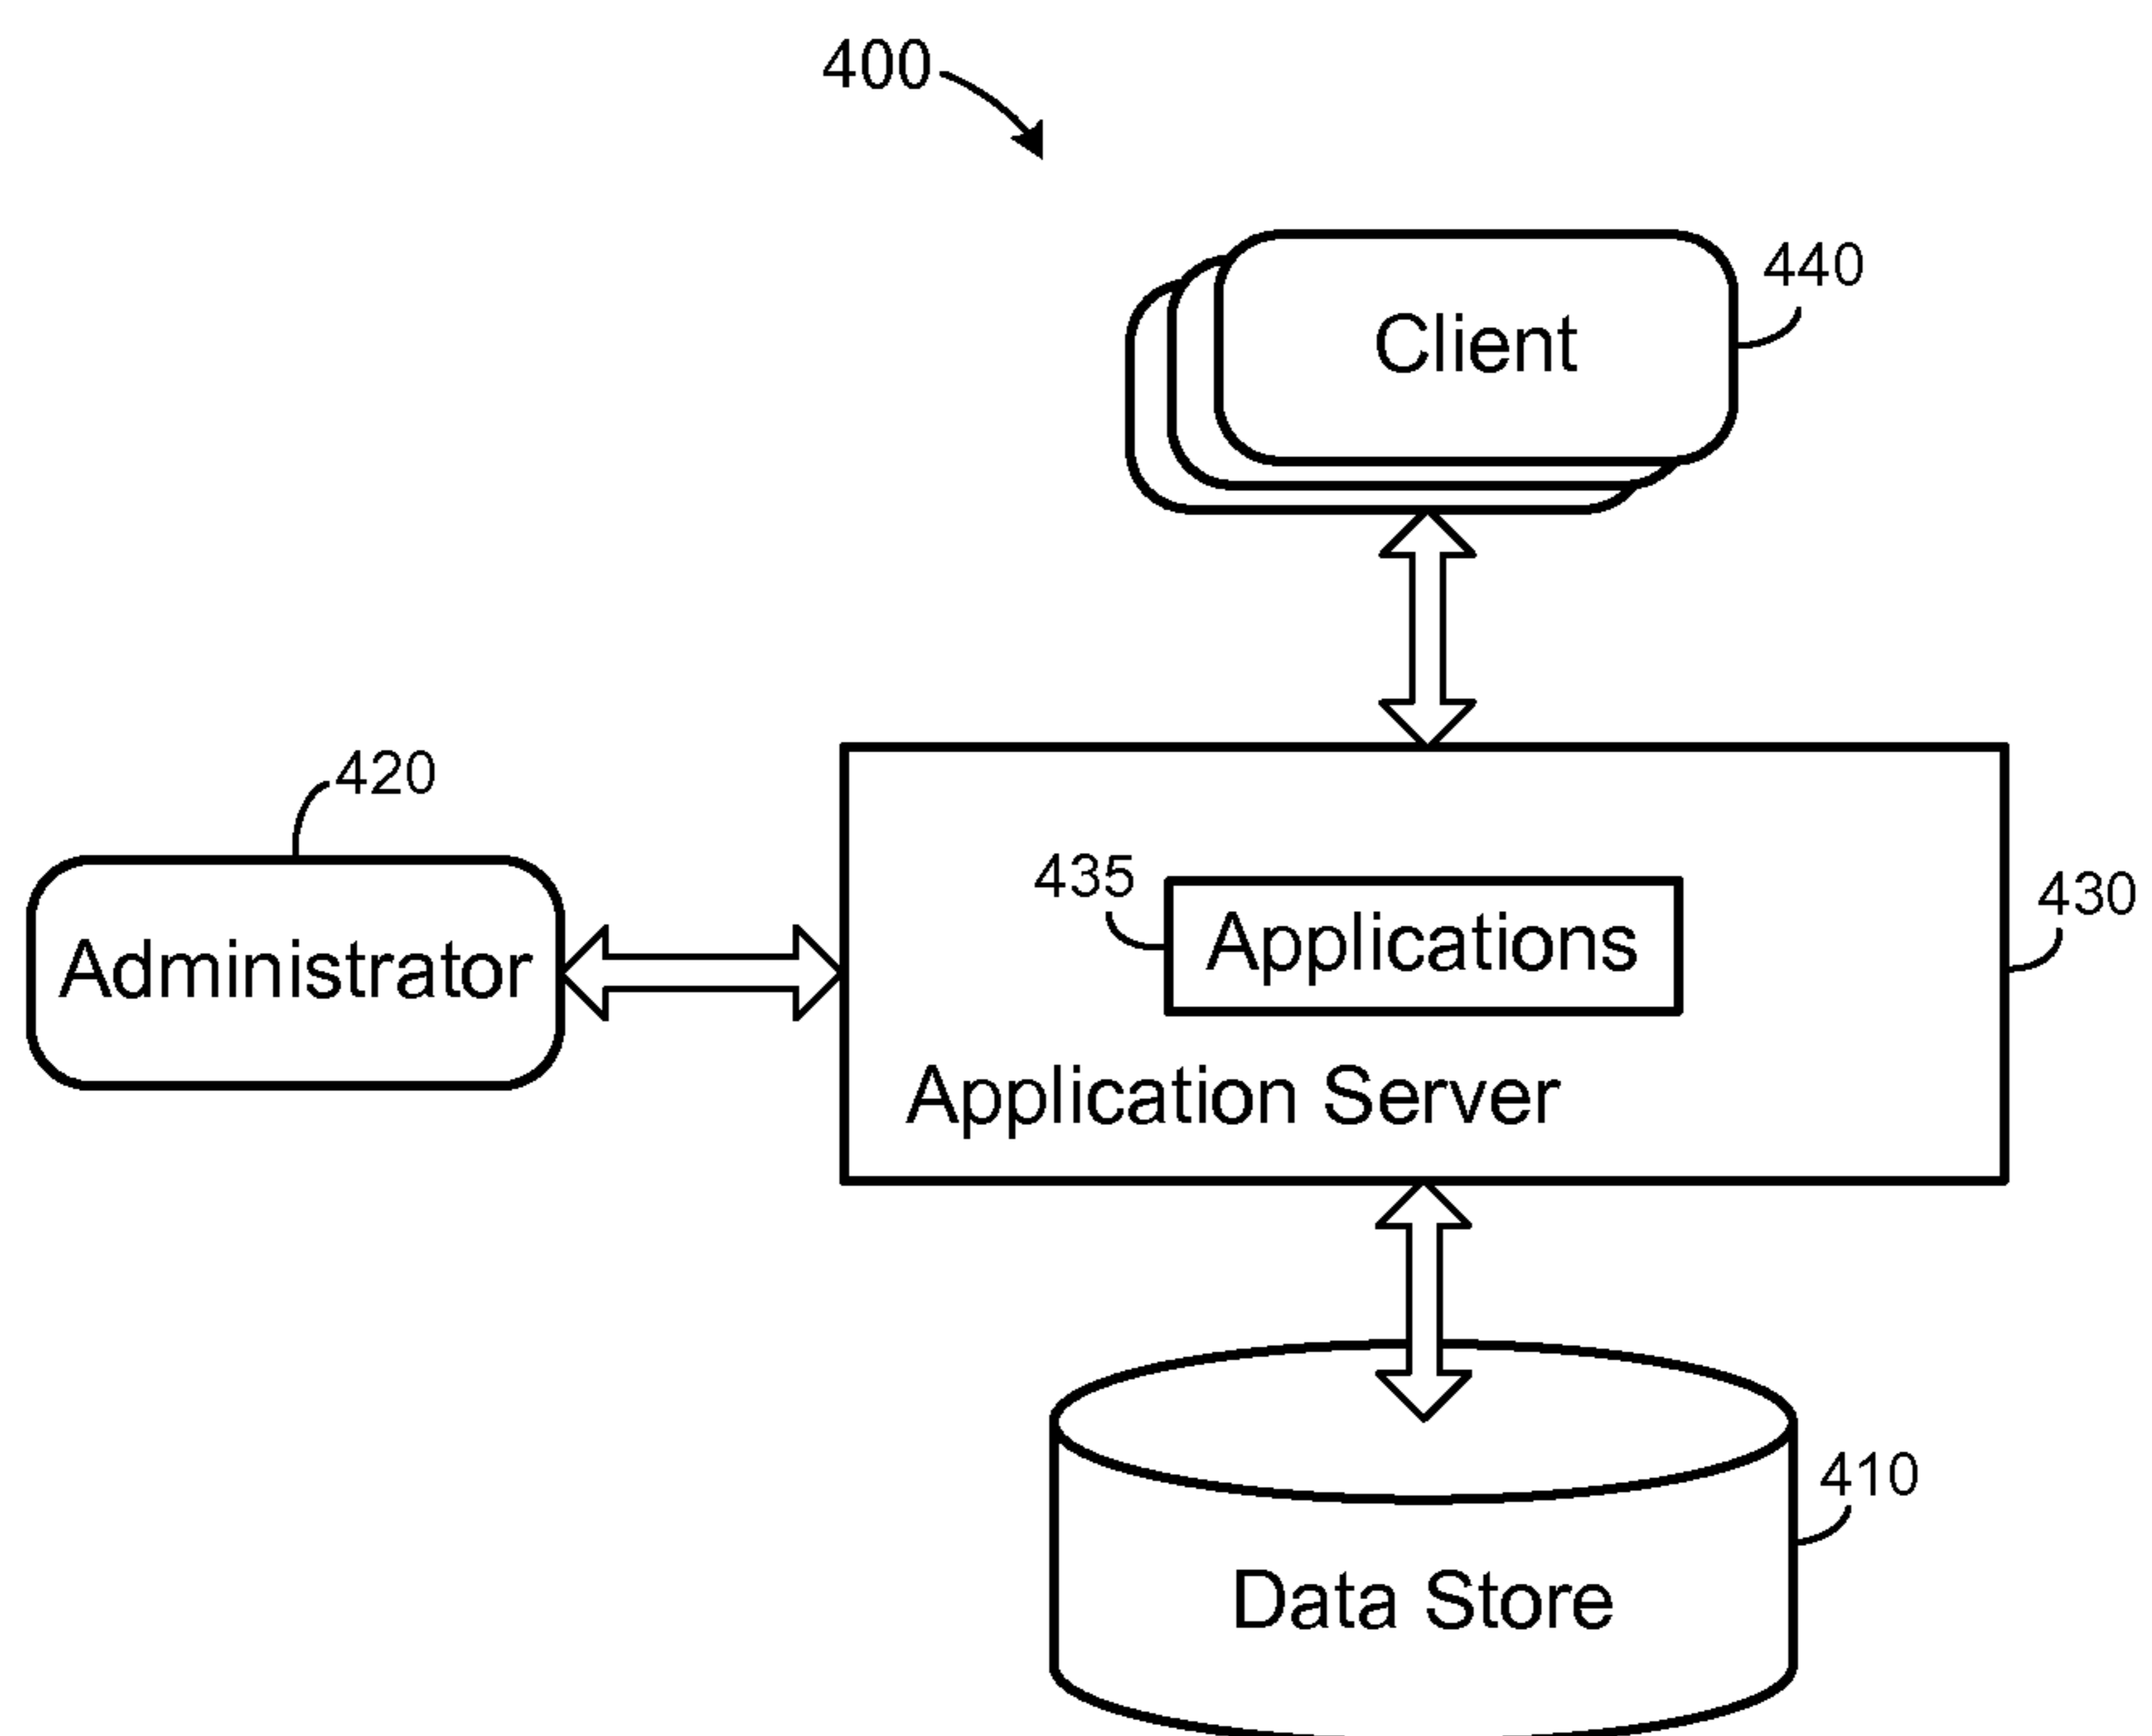 400
Client
440
420
Administrator
435
Applications
430
Application Server
410
Data Store